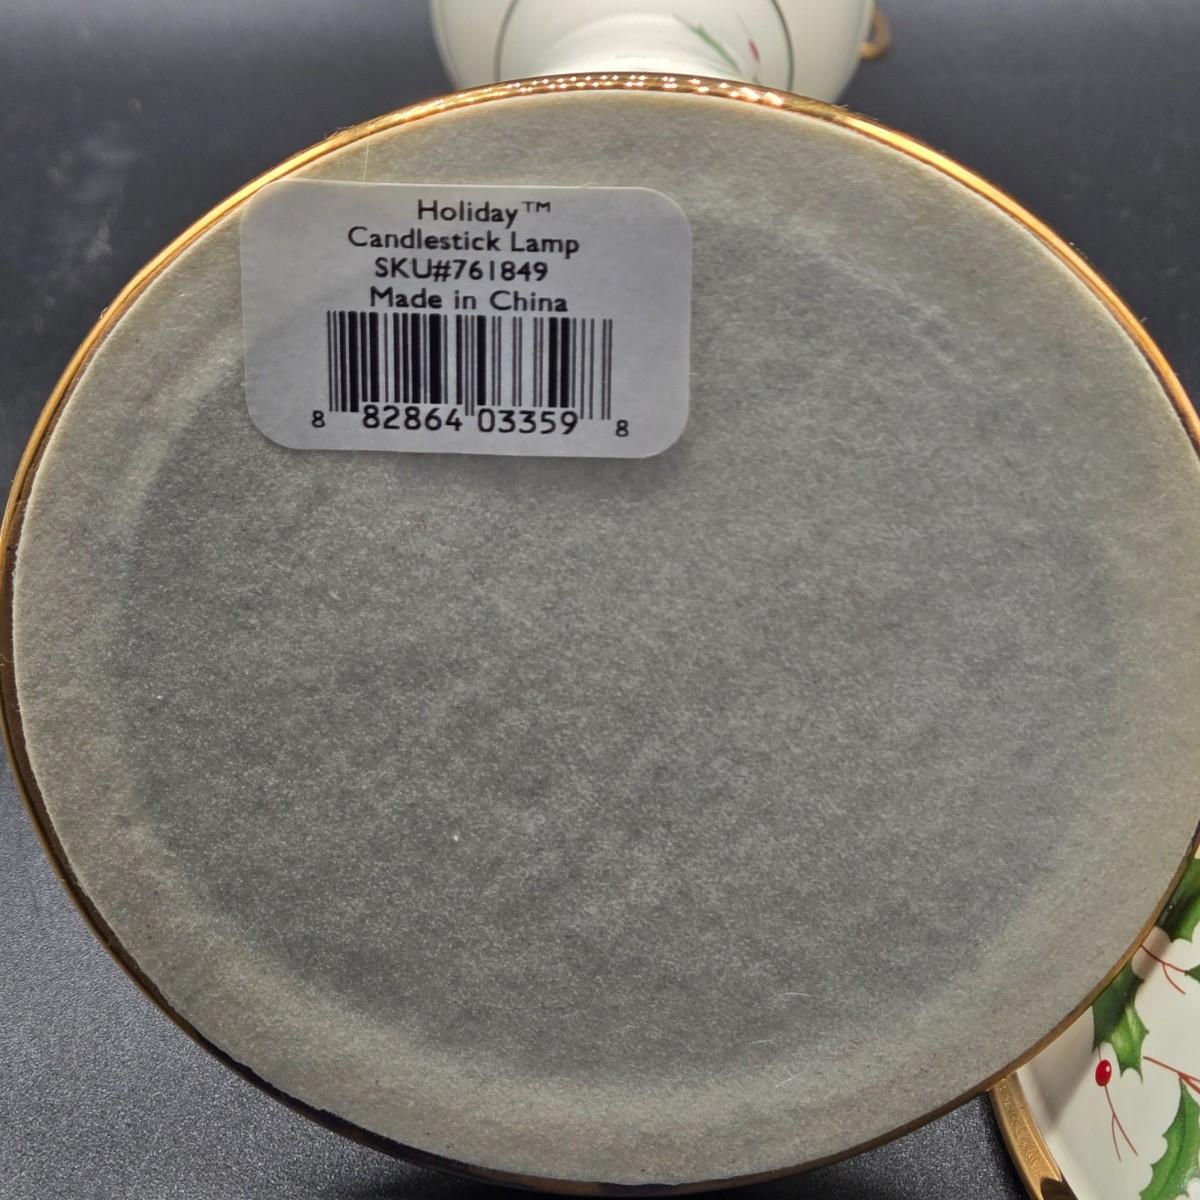 Holiday™
Candlestick Lamp
SKU#761849
Made in China
8 82864 03359 8